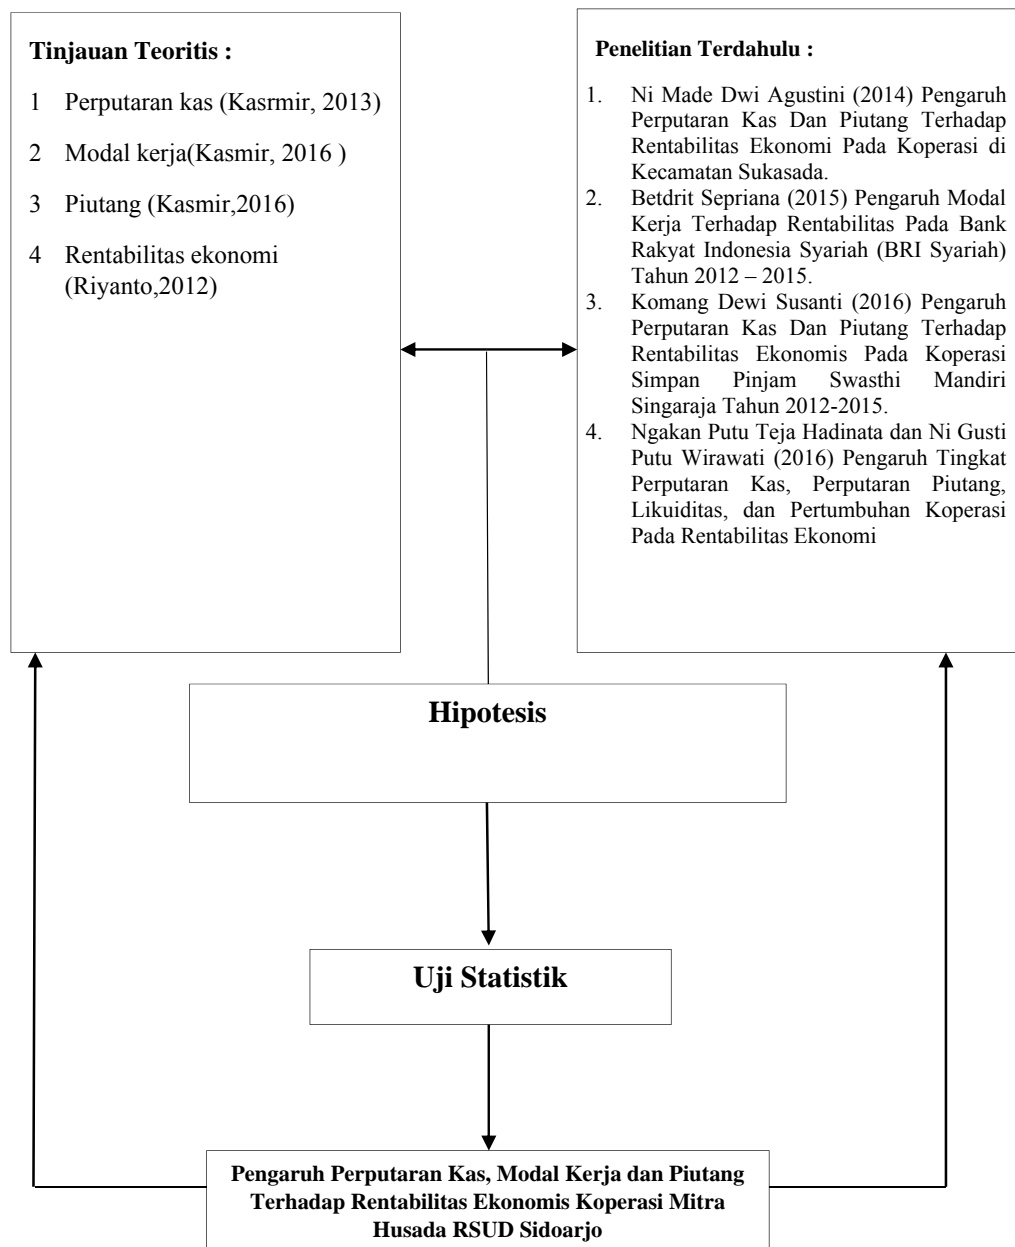 Tinjauan Teoritis :
1 Perputaran kas (Kasrmir, 2013)
2 Modal kerja(Kasmir, 2016 )
3 Piutang (Kasmir,2016)
4 Rentabilitas ekonomi
(Riyanto,2012)
Penelitian Terdahulu :
1. Ni Made Dwi Agustini (2014) Pengaruh
Perputaran Kas Dan Piutang Terhadap
Rentabilitas Ekonomi Pada Koperasi di
Kecamatan Sukasada.
2. Betdrit Sepriana (2015) Pengaruh Modal
Kerja Terhadap Rentabilitas Pada Bank
Rakyat Indonesia Syariah (BRI Syariah)
Tahun 2012 – 2015.
3. Komang Dewi Susanti (2016) Pengaruh
Perputaran Kas Dan Piutang Terhadap
Rentabilitas Ekonomis Pada Koperasi
Simpan Pinjam Swasthi Mandiri
Singaraja Tahun 2012-2015.
4. Ngakan Putu Teja Hadinata dan Ni Gusti
Putu Wirawati (2016) Pengaruh Tingkat
Perputaran Kas, Perputaran Piutang,
Likuiditas, dan Pertumbuhan Koperasi
Pada Rentabilitas Ekonomi
Hipotesis
Uji Statistik
Pengaruh Perputaran Kas, Modal Kerja dan Piutang
Terhadap Rentabilitas Ekonomis Koperasi Mitra
Husada RSUD Sidoarjo